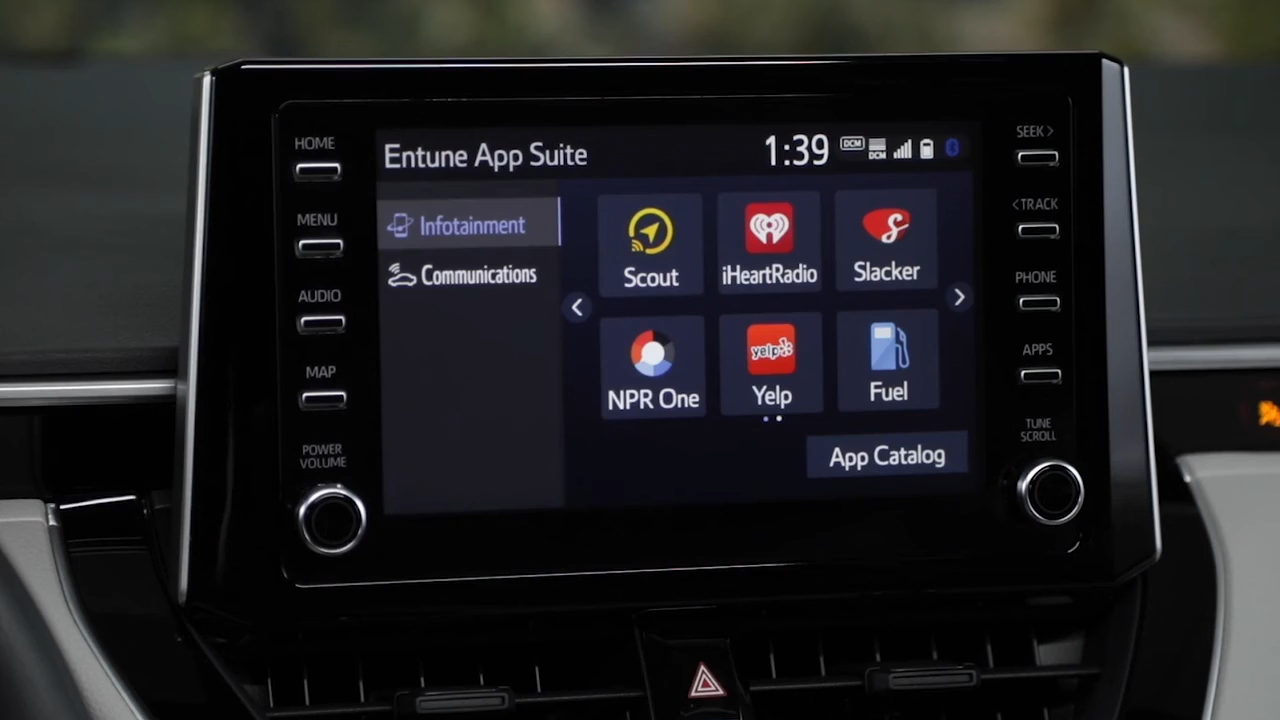 HOME
MENU
AUDIO
MAP
POWER
VOLUME
Entune App Suite
1:39
DCM
DCM
Infotainment
Communications
Scout
iHeartRadio
S
Slacker
NPR One
yelp
Yelp
Fuel
App Catalog
SEEK >
< TRACK
PHONE
APPS
TUNE
SCROLL